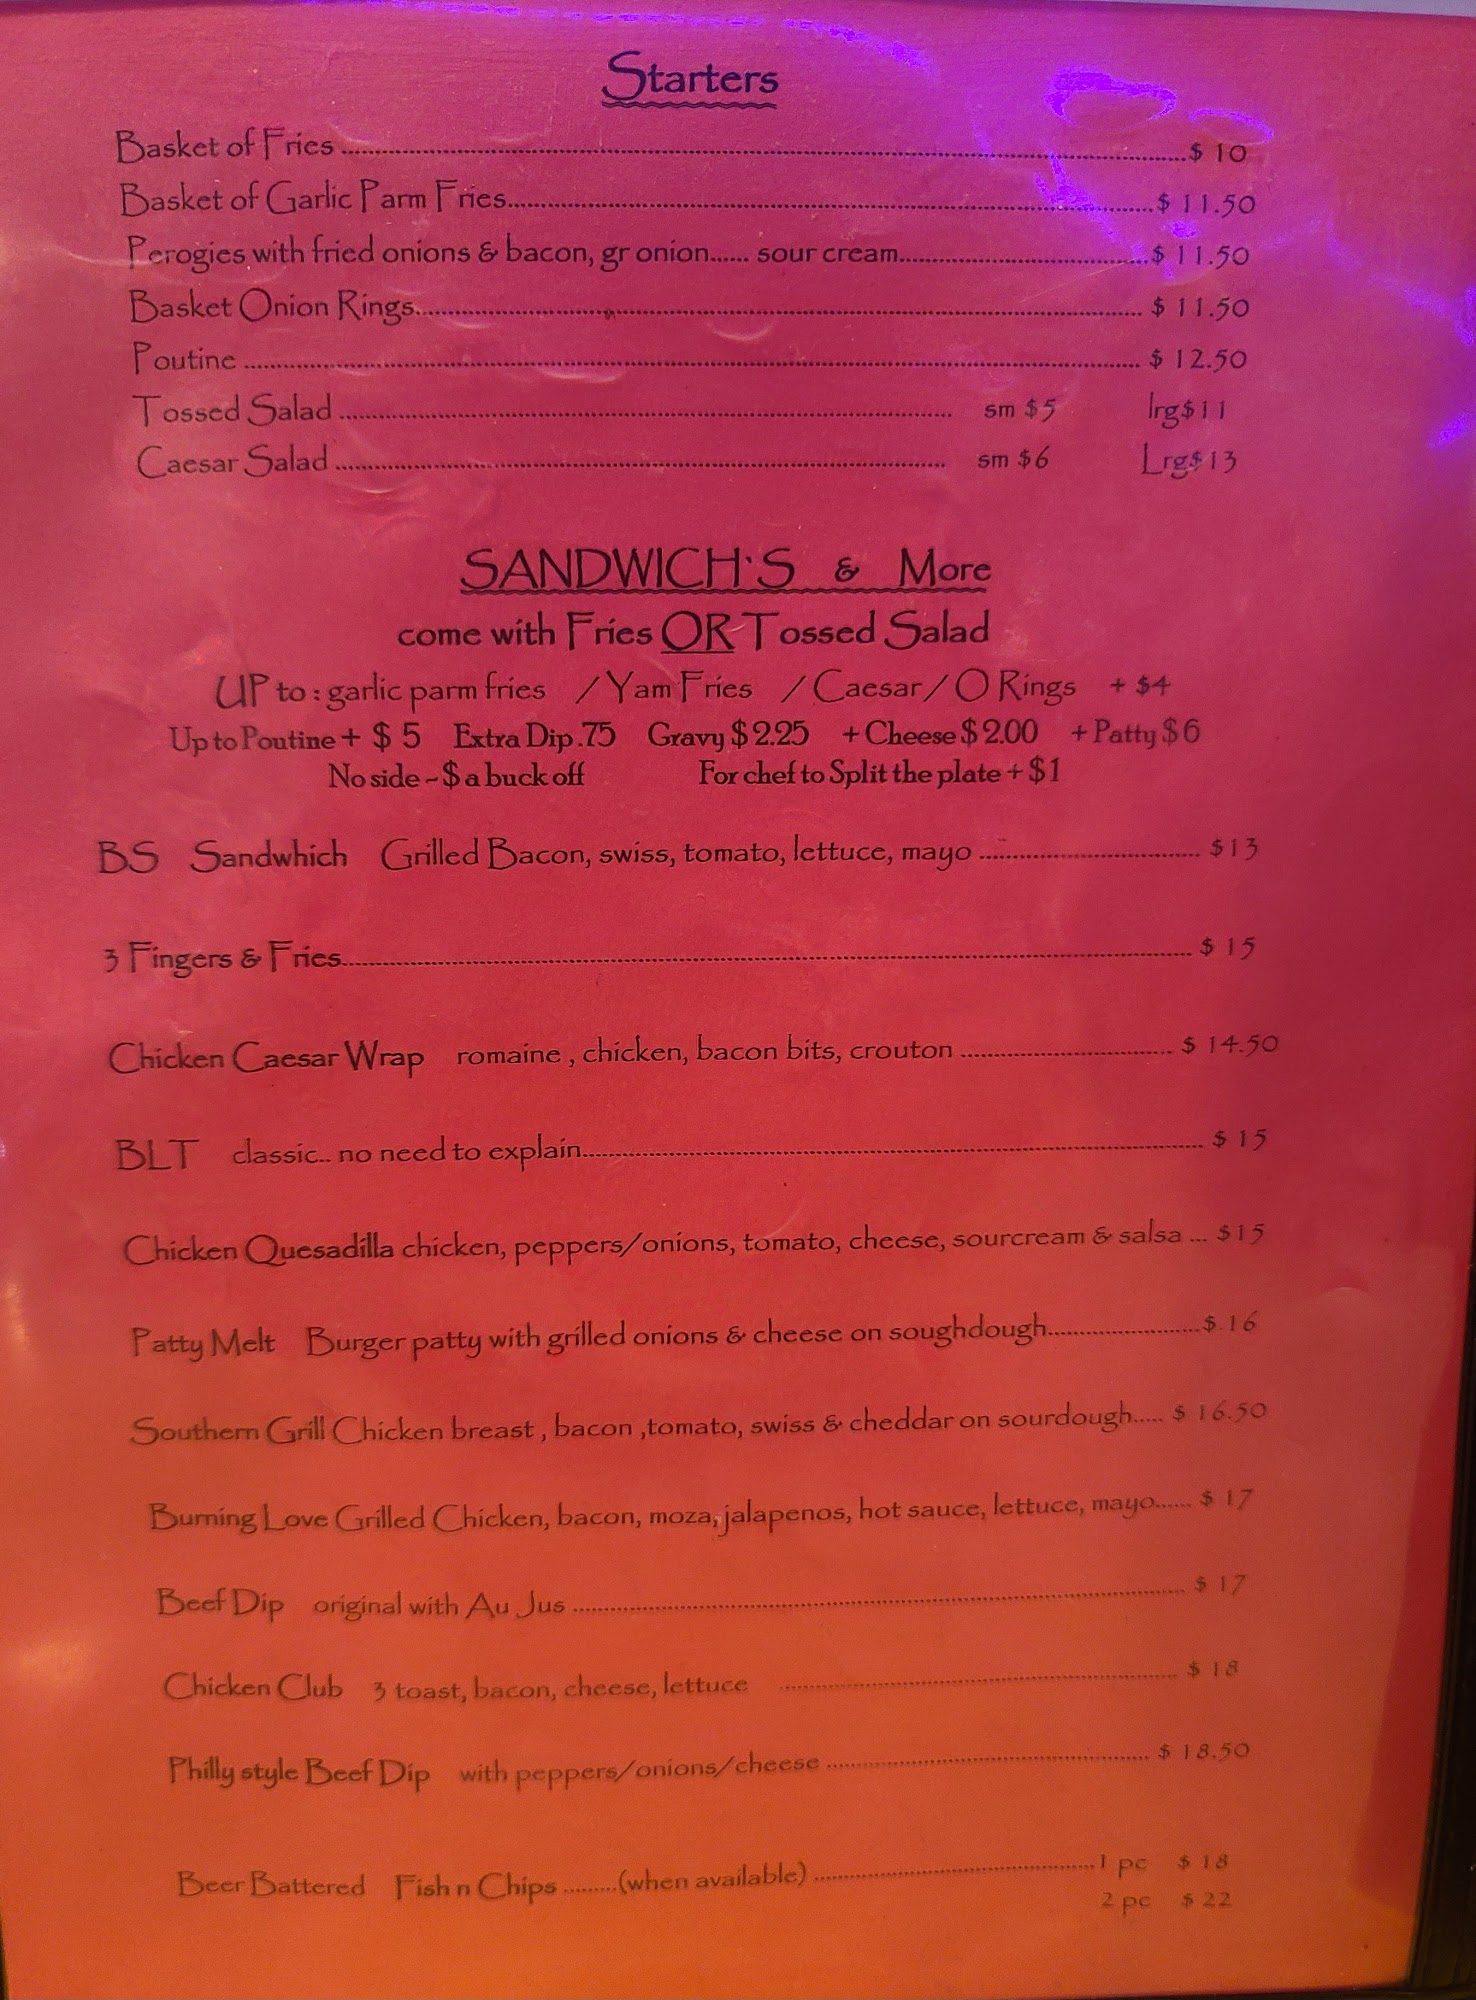 Starters
Basket of Fries ........ $ 10
Basket of Garlic Parm Fries........ $ 11.50
Perogies with fried onions & bacon, gr onion...... sour cream........ $ 11.50
Basket Onion Rings........ $ 11.50
Poutine ........ $ 12.50
Tossed Salad ........ sm $5 lrg$11
Caesar Salad ........ sm $6 Lrg$13
SANDWICH'S & More
come with Fries OR Tossed Salad
UP to : garlic parm fries / Yam Fries / Caesar / O Rings + $4
Up to Poutine + $ 5 Extra Dip .75 Gravy $ 2.25 + Cheese $ 2.00 + Patty $ 6
No side ~ $ a buck off For chef to Split the plate + $1
BS Sandwhich Grilled Bacon, swiss, tomato, lettuce, mayo ........ $13
3 Fingers & Fries........ $ 15
Chicken Caesar Wrap romaine , chicken, bacon bits, crouton ........ $ 14.50
BLT classic.. no need to explain........ $ 15
Chicken Quesadilla chicken, peppers/onions, tomato, cheese, sourcream & salsa ... $15
Patty Melt Burger patty with grilled onions & cheese on soughdough........ $ 16
Southern Grill Chicken breast , bacon ,tomato, swiss & cheddar on sourdough..... $ 16.50
Burning Love Grilled Chicken, bacon, moza, jalapenos, hot sauce, lettuce, mayo...... $ 17
Beef Dip original with Au Jus ........ $ 17
Chicken Club 3 toast, bacon, cheese, lettuce ........ $ 18
Philly style Beef Dip with peppers/onions/cheese ........ $ 18.50
Beer Battered Fish n Chips .........(when available) ........ 1 pc $ 18
2 pc $ 22